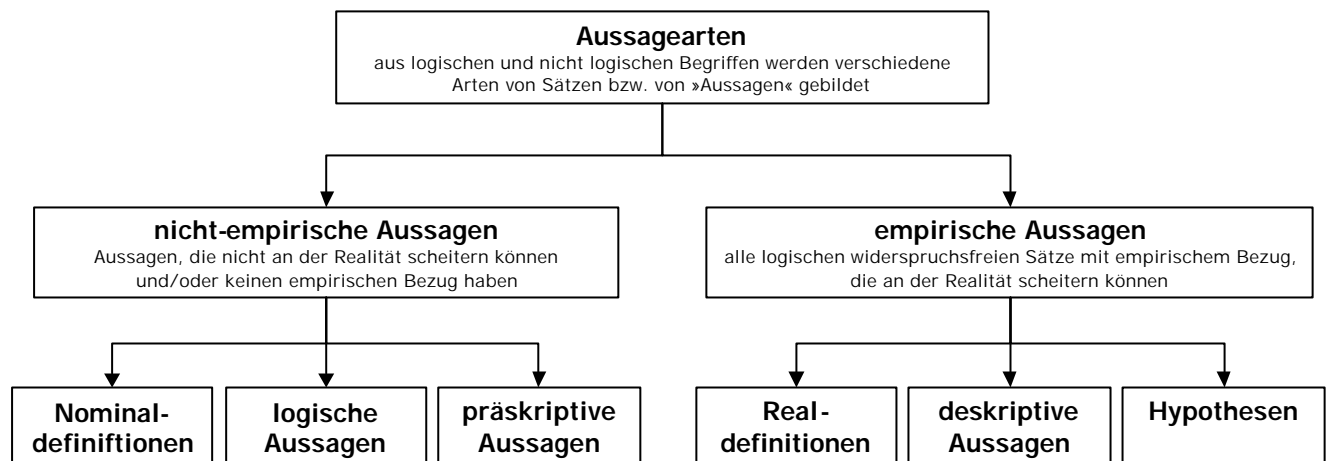 Aussagearten
aus logischen und nicht logischen Begriffen werden verschiedene
Arten von Sätzen bzw. von »Aussagen« gebildet
nicht-empirische Aussagen
Aussagen, die nicht an der Realität scheitern können
und/oder keinen empirischen Bezug haben
empirische Aussagen
alle logischen widerspruchsfreien Sätze mit empirischem Bezug,
die an der Realität scheitern können
Nominal-
definiftionen
logische
Aussagen
präskriptive
Aussagen
Real-
definitionen
deskriptive
Aussagen
Hypothesen